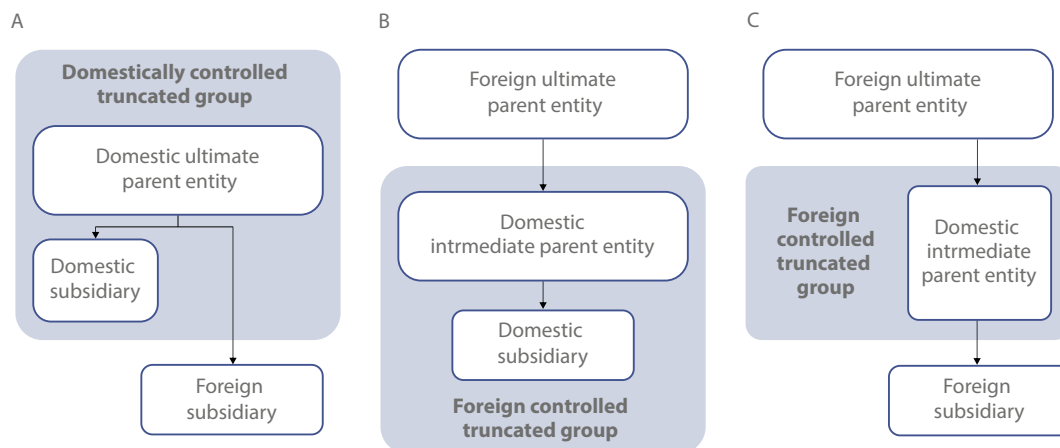 A
Domestically controlled
truncated group
Domestic ultimate
parent entity
Domestic
subsidiary
Foreign
subsidiary
B
Foreign ultimate
parent entity
Domestic
intrmediate parent entity
Domestic
subsidiary
Foreign controlled
truncated group
C
Foreign ultimate
parent entity
Foreign
controlled
truncated
group
Domestic
intrmediate
parent entity
Foreign
subsidiary